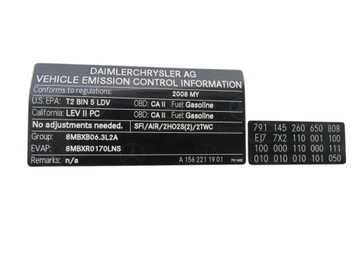 DAIMLERCHRYSLER AG
VEHICLE EMISSION CONTROL INFORMATION
Conforms to regulations: 2008 MY
U.S. EPA: T2 BIN 5 LDV OBD: CA II Fuel Gasoline
California: LEV II PC OBD: CA II Fuel Gasoline
No adjustments needed. SFI/AIR/2HO2S(2)/2TWC
Group: 8MBXB06.3L2A
EVAP: 8MBXR0170LNS
Remarks: n/a A 156 221 19 01
791 145 260 650 808
EJ7 7X2 110 001 100
100 000 110 000 111
010 010 010 101 050